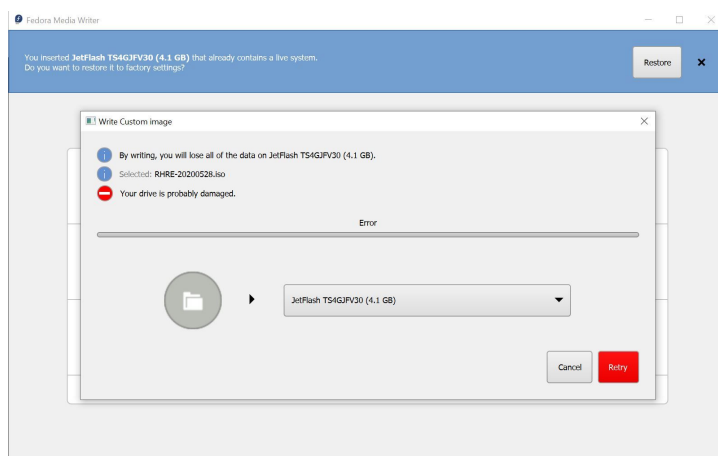 Fedora Media Writer
You inserted JetFlash TS4GJFV30 (4.1 GB) that already contains a live system.
Do you want to restore it to factory settings?
Restore
Write Custom image
By writing, you will lose all of the data on JetFlash TS4GJFV30 (4.1 GB).
Selected: RHRE-20200528.iso
Your drive is probably damaged.
Error
JetFlash TS4GJFV30 (4.1 GB)
Cancel
Retry